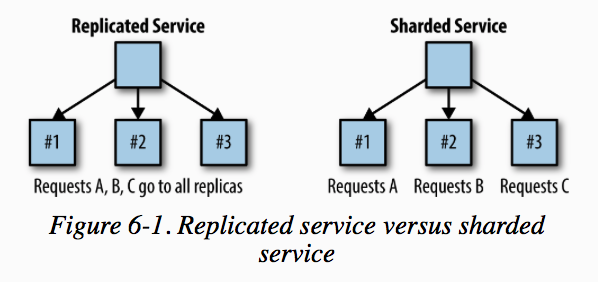 Replicated Service
Sharded Service
#1 #2 #3
#1 #2 #3
Requests A, B, C go to all replicas
Requests A Requests B Requests C
Figure 6-1. Replicated service versus sharded
service